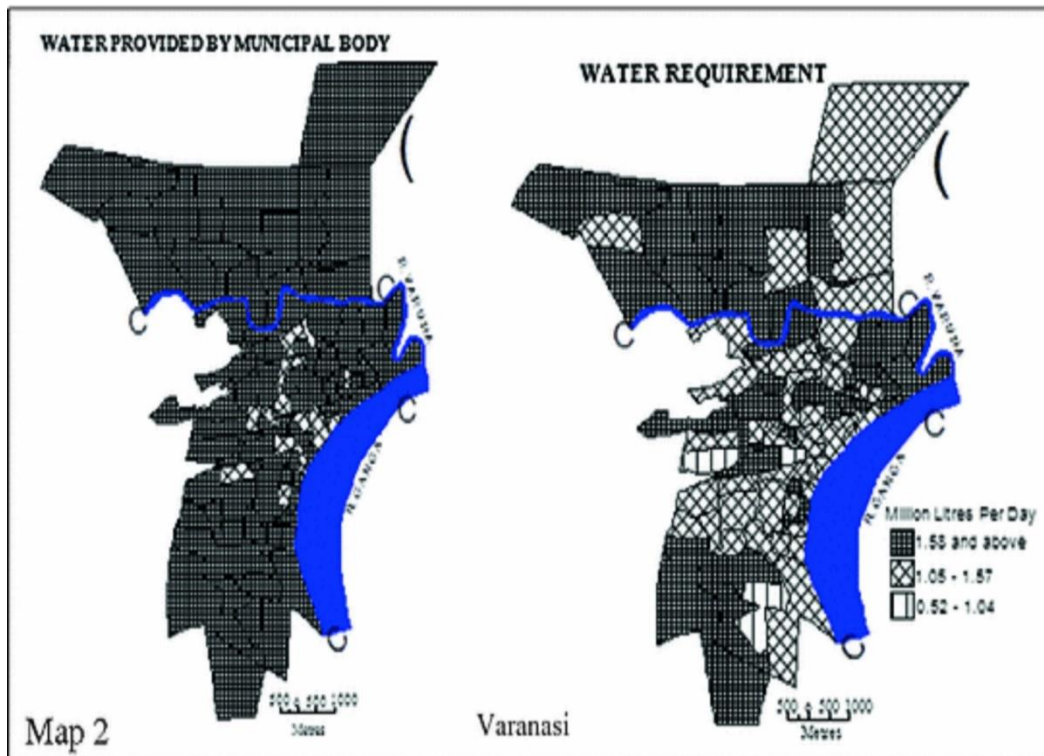 WATER PROVIDED BY MUNICIPAL BODY
WATER REQUIREMENT
(
(
C
C
R. VARUNA
C
C
R. VARUNA
C
C
R. GANGA
R. GANGA
Million Litres Per Day
1.58 and above
1.05 - 1.57
0.52 - 1.04
C
C
500 0 500 1000
Metres
500 0 500 1000
Metres
Map 2
Varanasi